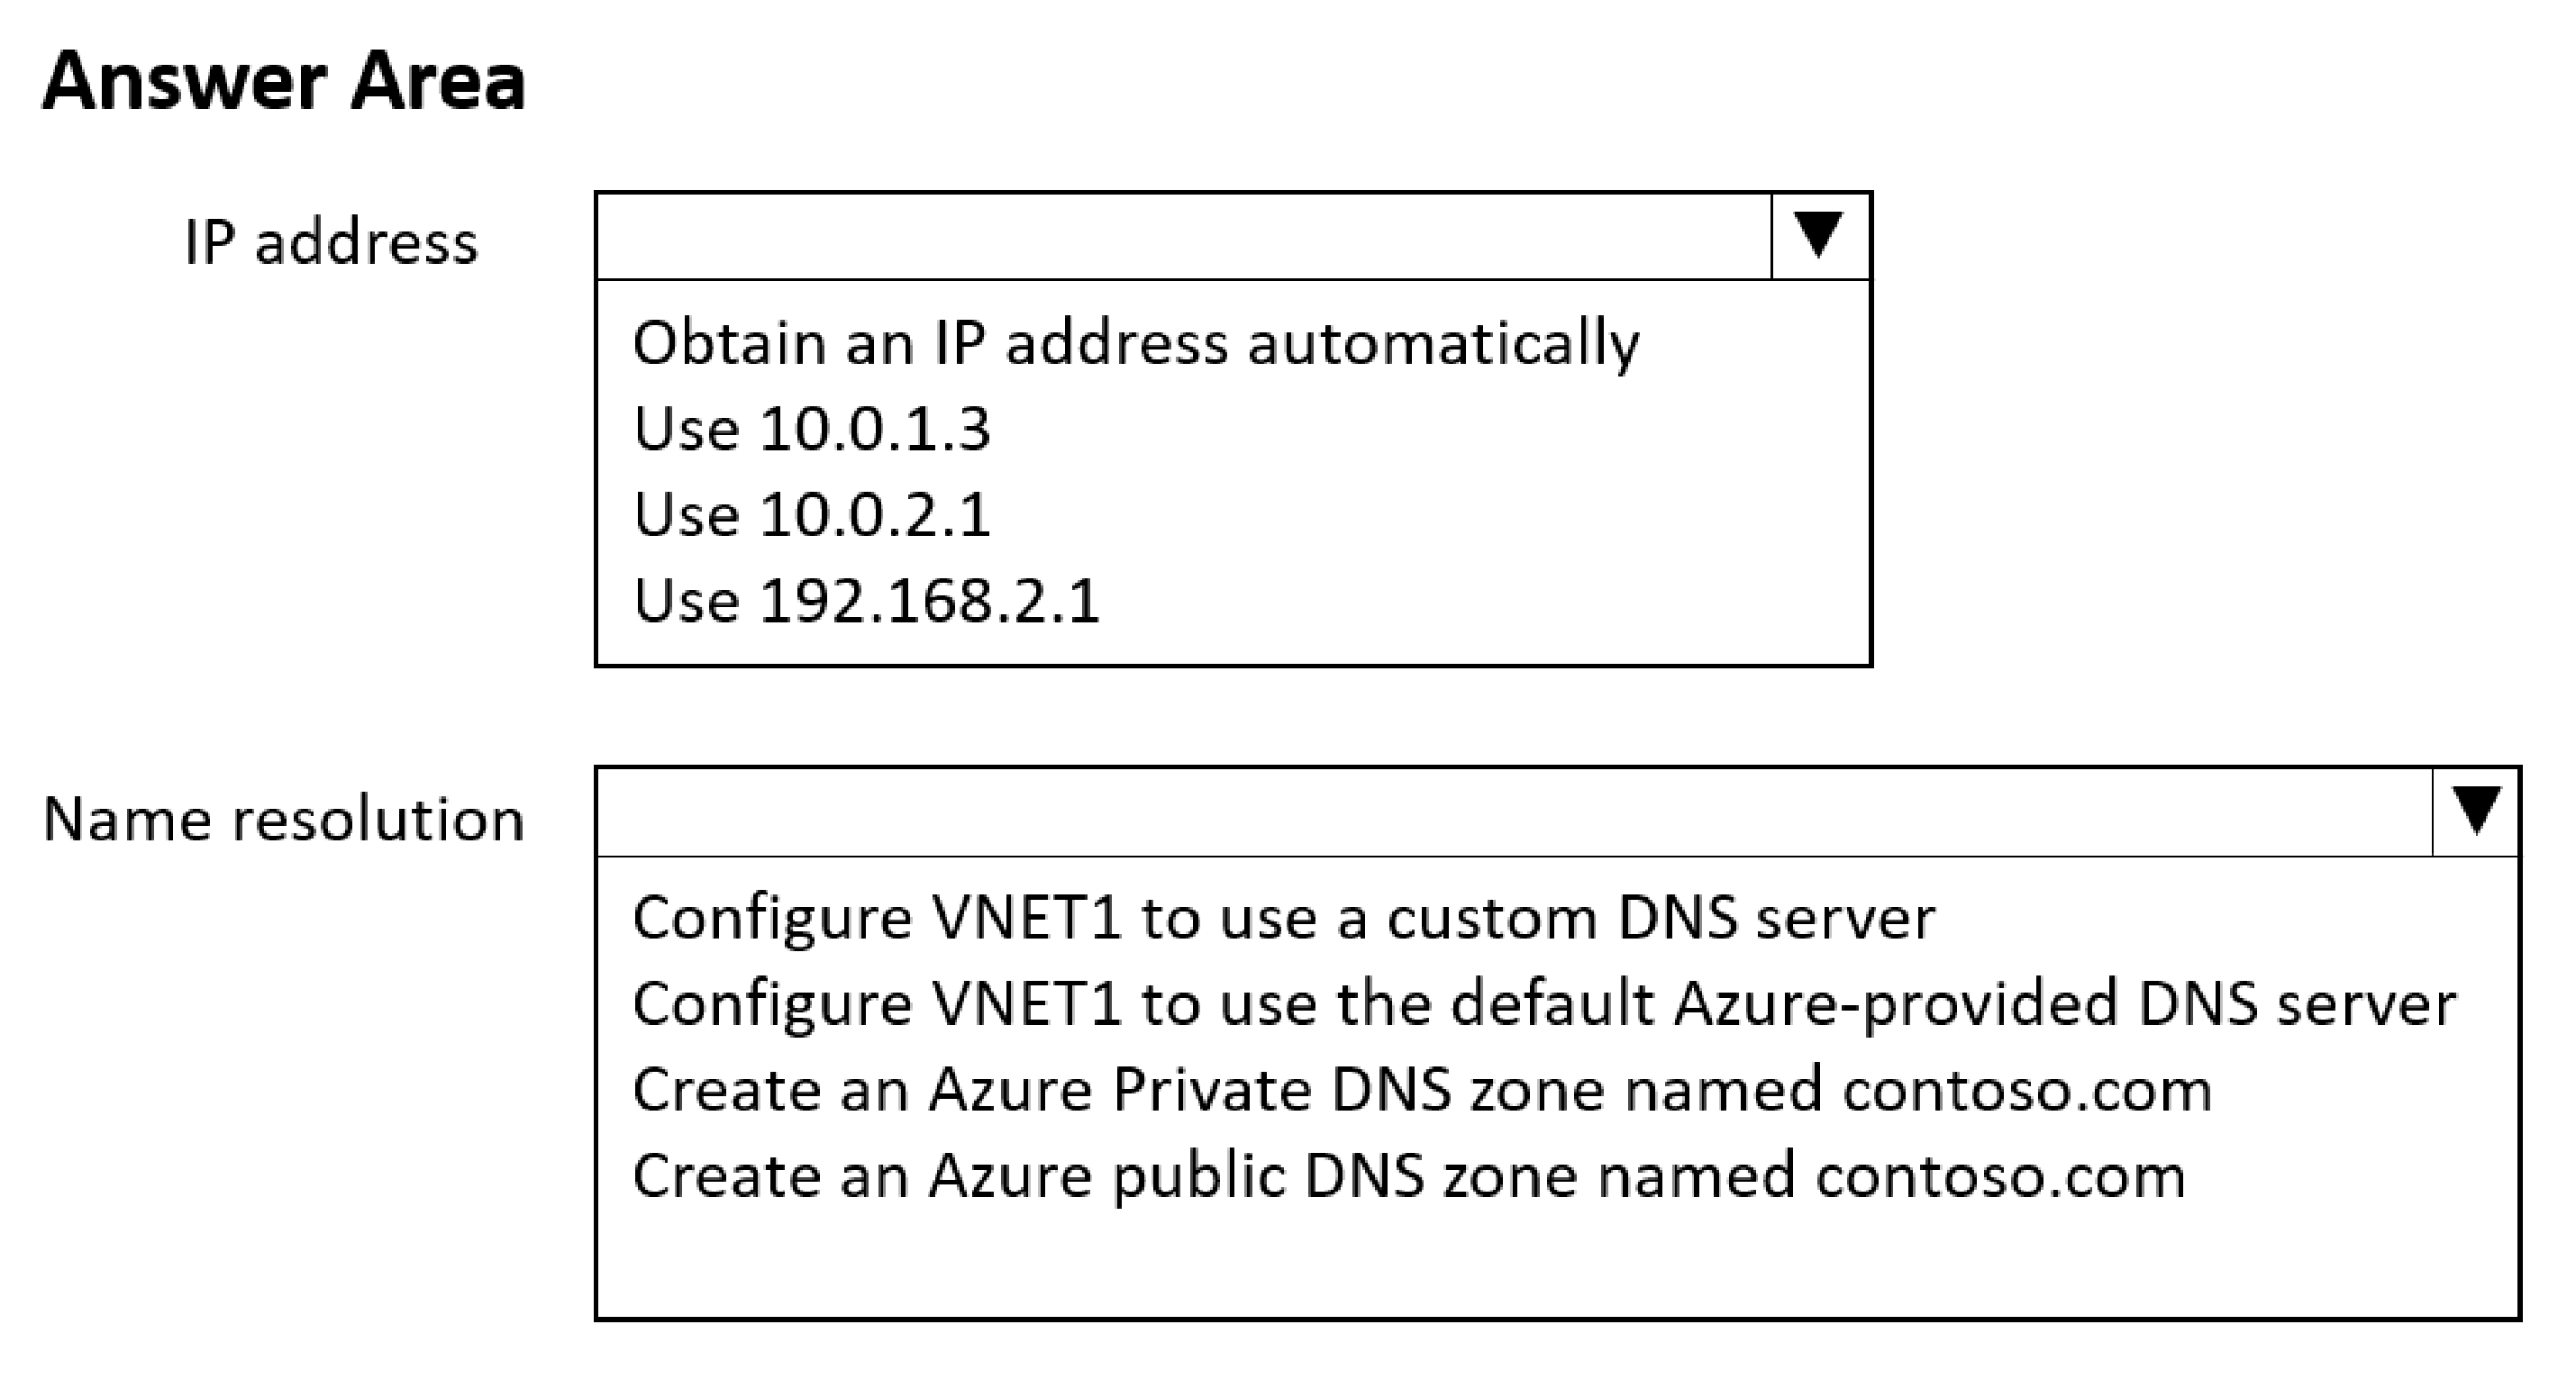 Answer Area
IP address
Obtain an IP address automatically
Use 10.0.1.3
Use 10.0.2.1
Use 192.168.2.1
Name resolution
Configure VNET1 to use a custom DNS server
Configure VNET1 to use the default Azure-provided DNS server
Create an Azure Private DNS zone named contoso.com
Create an Azure public DNS zone named contoso.com